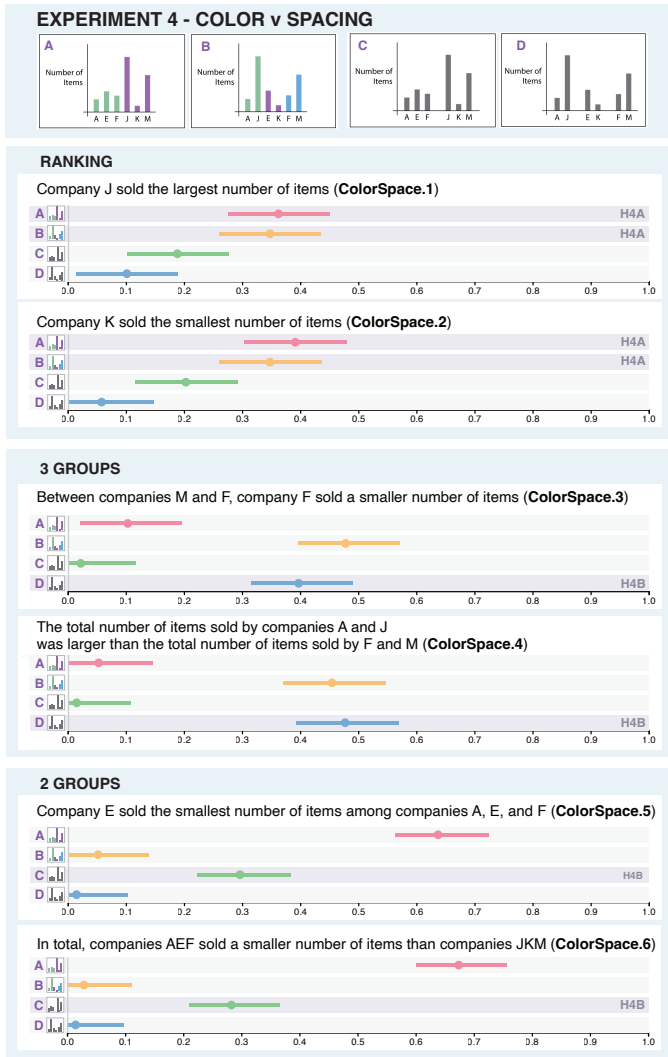 EXPERIMENT 4 - COLOR v SPACING
A
Number of
Items
A E F J K M
B
Number of
Items
A J E K F M
C
Number of
Items
A E F J K M
D
Number of
Items
A J E K F M
RANKING
Company J sold the largest number of items (ColorSpace.1)
A H4A
B H4A
C
D
0.0 0.1 0.2 0.3 0.4 0.5 0.6 0.7 0.8 0.9 1.0
Company K sold the smallest number of items (ColorSpace.2)
A H4A
B H4A
C
D
0.0 0.1 0.2 0.3 0.4 0.5 0.6 0.7 0.8 0.9 1.0
3 GROUPS
Between companies M and F, company F sold a smaller number of items (ColorSpace.3)
A
B
C
D H4B
0.0 0.1 0.2 0.3 0.4 0.5 0.6 0.7 0.8 0.9 1.0
The total number of items sold by companies A and J
was larger than the total number of items sold by F and M (ColorSpace.4)
A
B
C
D H4B
0.0 0.1 0.2 0.3 0.4 0.5 0.6 0.7 0.8 0.9 1.0
2 GROUPS
Company E sold the smallest number of items among companies A, E, and F (ColorSpace.5)
A
B
C H4B
D
0.0 0.1 0.2 0.3 0.4 0.5 0.6 0.7 0.8 0.9 1.0
In total, companies AEF sold a smaller number of items than companies JKM (ColorSpace.6)
A
B
C H4B
D
0.0 0.1 0.2 0.3 0.4 0.5 0.6 0.7 0.8 0.9 1.0